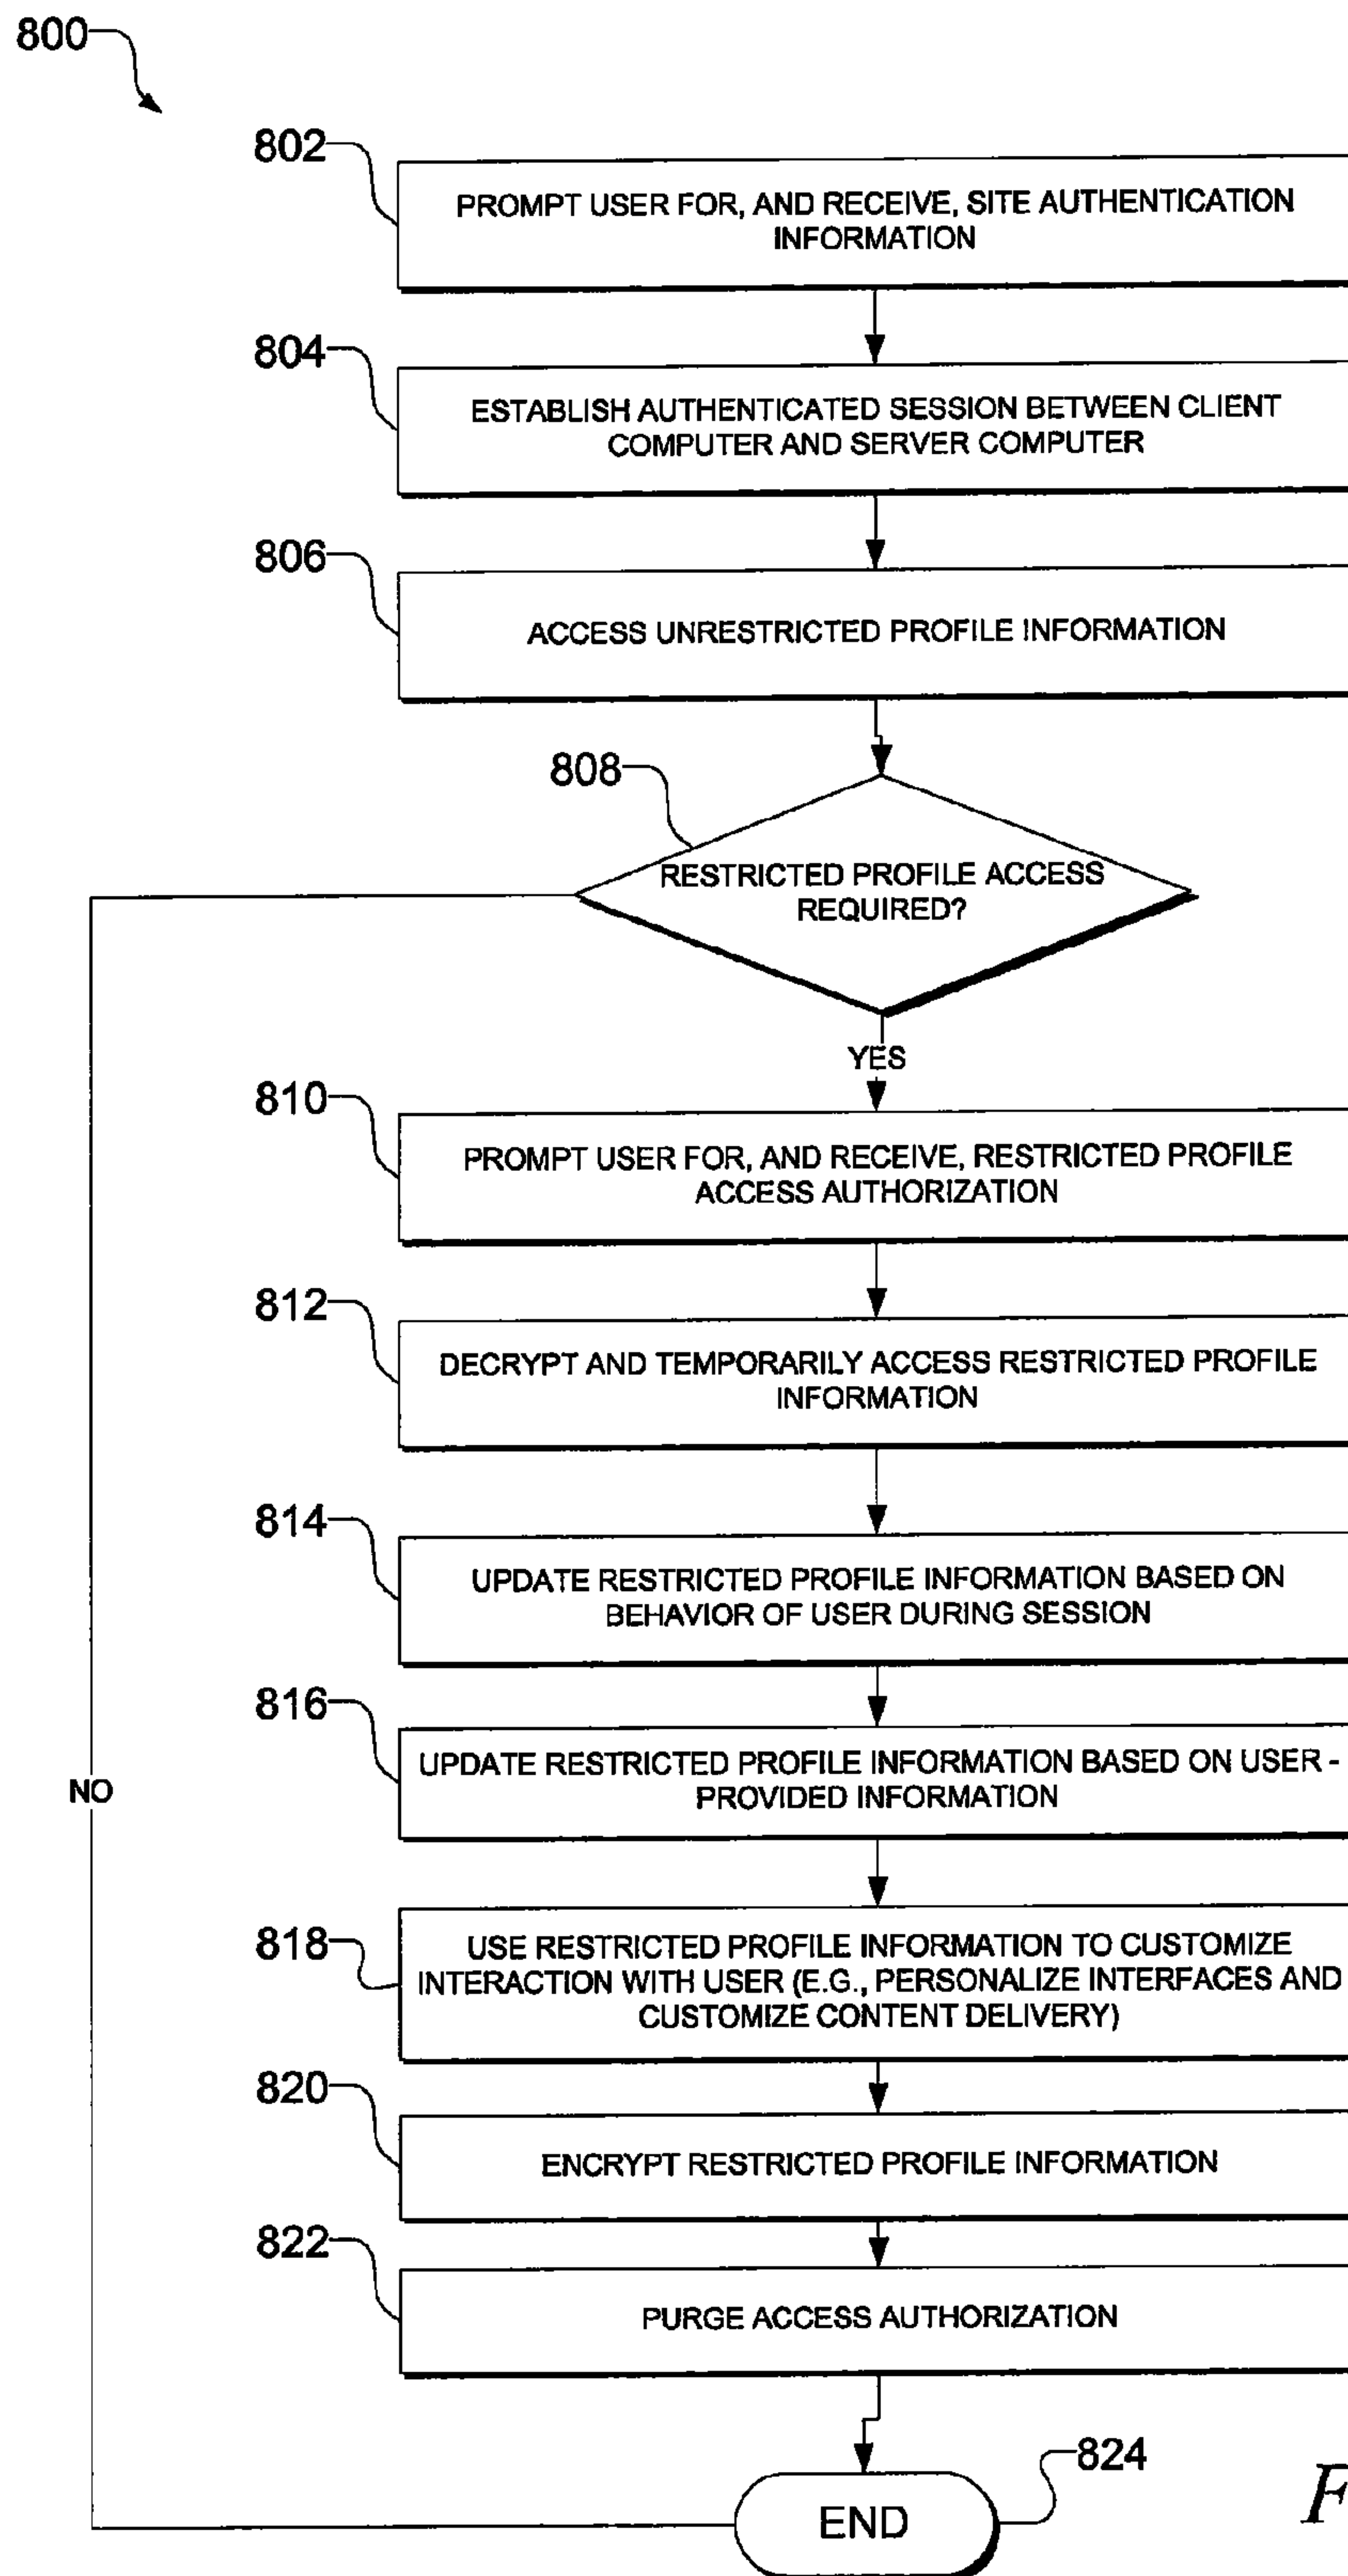 800
802
PROMPT USER FOR, AND RECEIVE, SITE AUTHENTICATION
INFORMATION
804
ESTABLISH AUTHENTICATED SESSION BETWEEN CLIENT
COMPUTER AND SERVER COMPUTER
806
ACCESS UNRESTRICTED PROFILE INFORMATION
808
RESTRICTED PROFILE ACCESS
REQUIRED?
YES
810
PROMPT USER FOR, AND RECEIVE, RESTRICTED PROFILE
ACCESS AUTHORIZATION
812
DECRYPT AND TEMPORARILY ACCESS RESTRICTED PROFILE
INFORMATION
814
UPDATE RESTRICTED PROFILE INFORMATION BASED ON
BEHAVIOR OF USER DURING SESSION
816
UPDATE RESTRICTED PROFILE INFORMATION BASED ON USER -
PROVIDED INFORMATION
NO
818
USE RESTRICTED PROFILE INFORMATION TO CUSTOMIZE
INTERACTION WITH USER (E.G., PERSONALIZE INTERFACES AND
CUSTOMIZE CONTENT DELIVERY)
820
ENCRYPT RESTRICTED PROFILE INFORMATION
822
PURGE ACCESS AUTHORIZATION
824
END
F